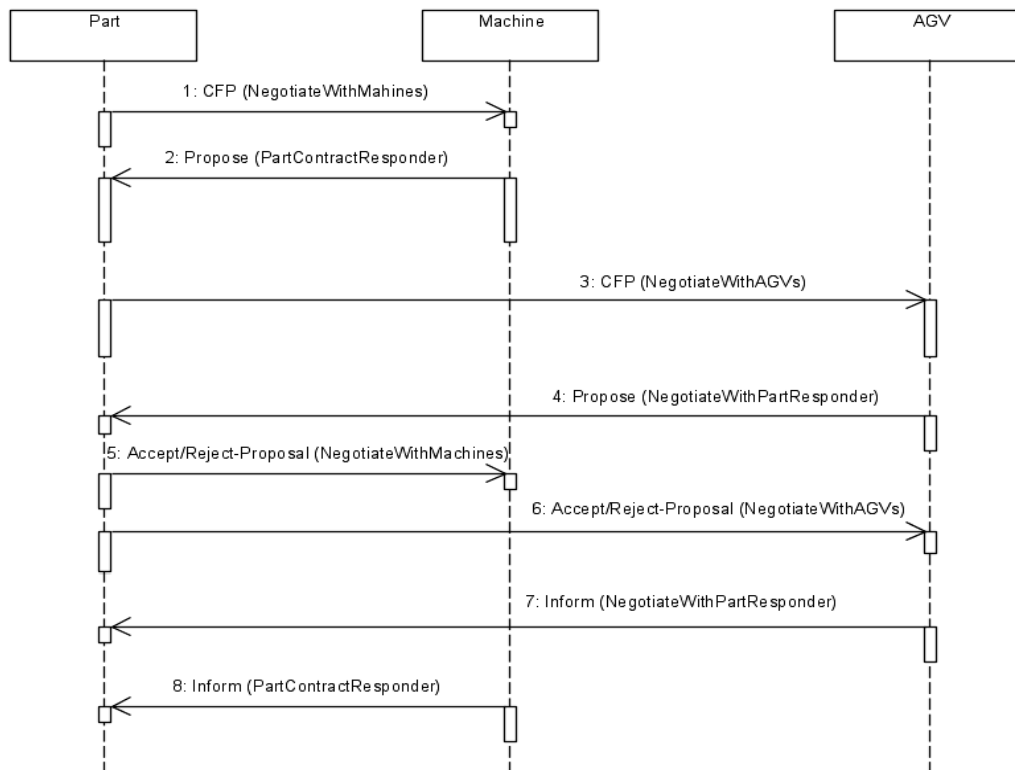 Part
Machine
AGV
1: CFP (NegotiateWithMahines)
2: Propose (PartContractResponder)
3: CFP (NegotiateWithAGVs)
4: Propose (NegotiateWithPartResponder)
5: Accept/Reject-Proposal (NegotiateWithMachines)
6: Accept/Reject-Proposal (NegotiateWithAGVs)
7: Inform (NegotiateWithPartResponder)
8: Inform (PartContractResponder)